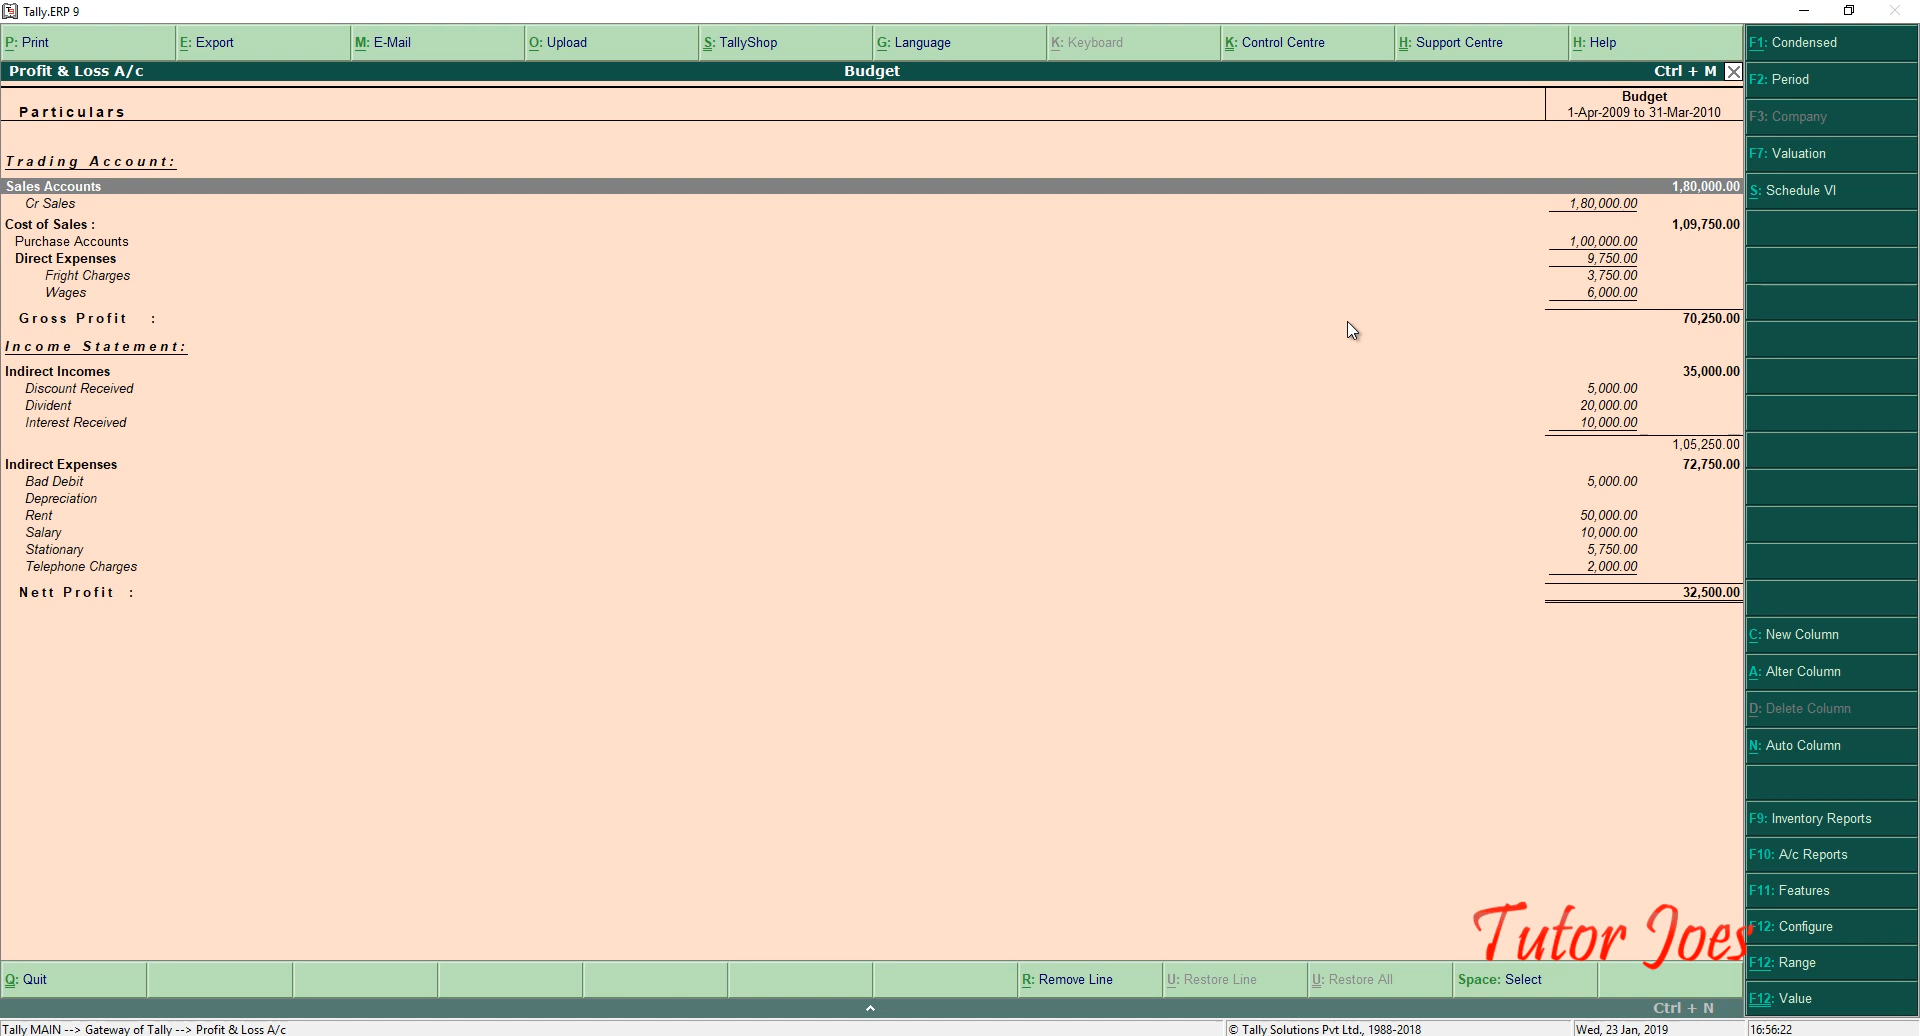 Tally.ERP 9
P: Print E: Export M: E-Mail O: Upload S: TallyShop G: Language K: Keyboard K: Control Centre H: Support Centre H: Help
Profit & Loss A/c Budget Ctrl + M
Particulars Budget
1-Apr-2009 to 31-Mar-2010
Trading Account:
Sales Accounts 1,80,000.00
Cr Sales 1,80,000.00
Cost of Sales : 1,09,750.00
Purchase Accounts 1,00,000.00
Direct Expenses 9,750.00
Fright Charges 3,750.00
Wages 6,000.00
Gross Profit : 70,250.00
Income Statement:
Indirect Incomes 35,000.00
Discount Received 5,000.00
Divident 20,000.00
Interest Received 10,000.00
1,05,250.00
Indirect Expenses 72,750.00
Bad Debit 5,000.00
Depreciation
Rent 50,000.00
Salary 10,000.00
Stationary 5,750.00
Telephone Charges 2,000.00
Nett Profit : 32,500.00
F1: Condensed
F2: Period
F3: Company
F7: Valuation
S: Schedule VI
C: New Column
A: Alter Column
D: Delete Column
N: Auto Column
F9: Inventory Reports
F10: A/c Reports
F11: Features
F12: Configure
F12: Range
F12: Value
Tutor Joes
Q: Quit R: Remove Line U: Restore Line U: Restore All Space: Select
Ctrl + N
Tally MAIN --> Gateway of Tally --> Profit & Loss A/c © Tally Solutions Pvt Ltd., 1988-2018 Wed, 23 Jan, 2019 16:56:22